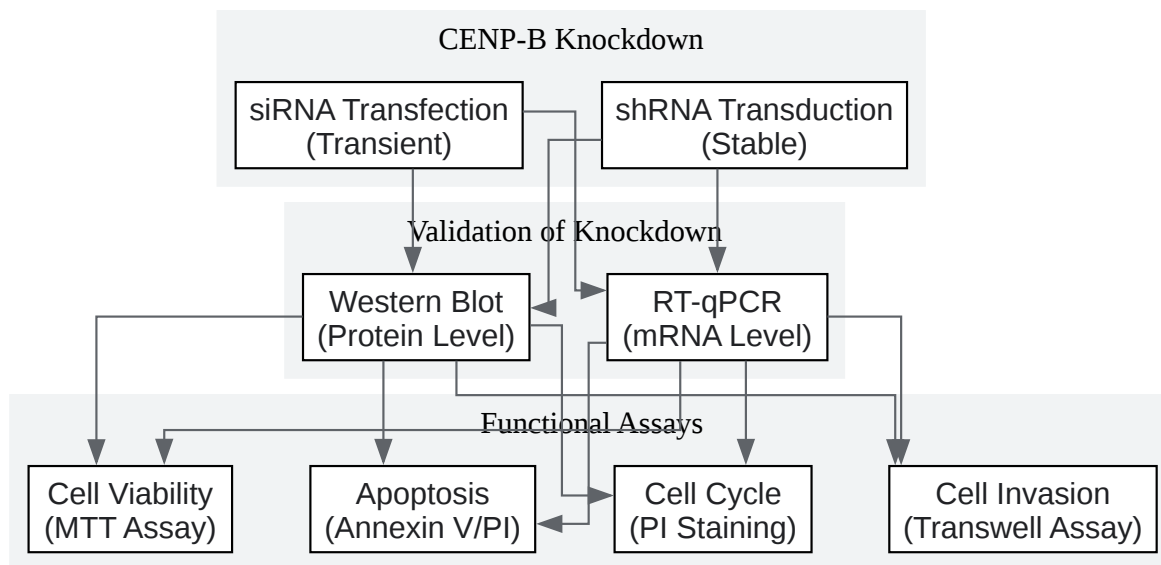 CENP-B Knockdown
siRNA Transfection
(Transient)
shRNA Transduction
(Stable)
Validation of Knockdown
Western Blot
(Protein Level)
RT-qPCR
(mRNA Level)
Functional Assays
Cell Viability
(MTT Assay)
Apoptosis
(Annexin V/PI)
Cell Cycle
(PI Staining)
Cell Invasion
(Transwell Assay)